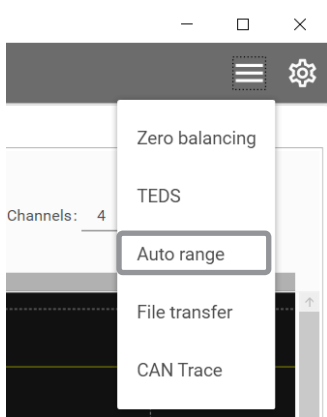 Zero balancing
TEDS
Channels: 4
Auto range
File transfer
CAN Trace